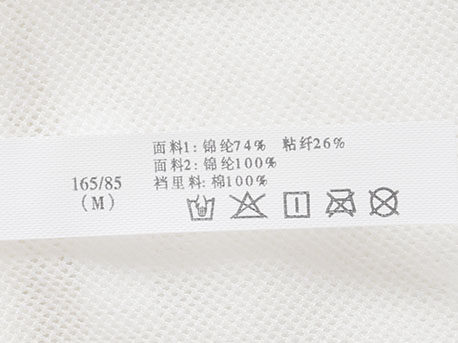 面料1: 锦纶74% 粘纤26%
面料2: 锦纶100%
裆里料: 棉100%
165/85
(M)